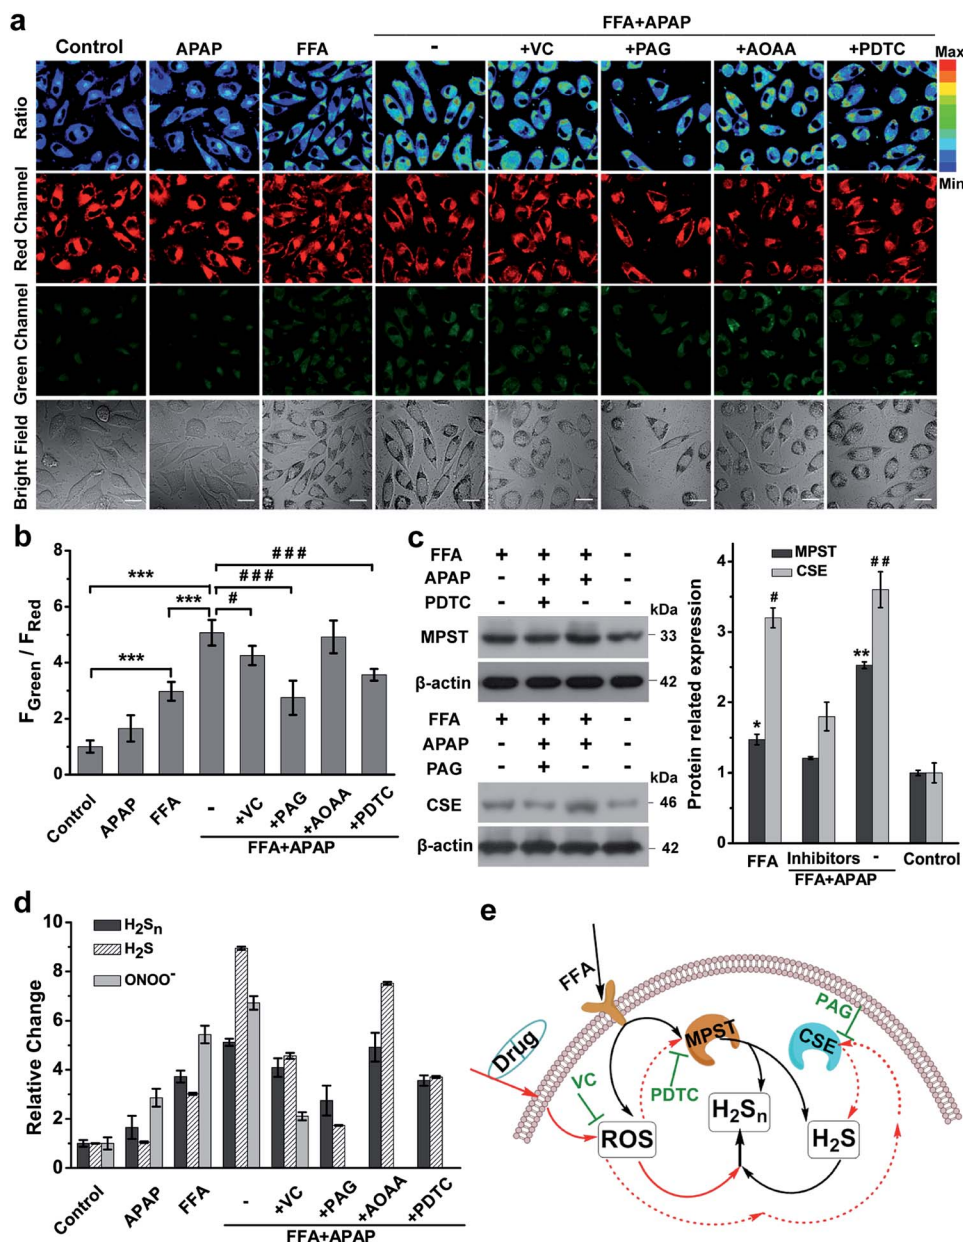 a
FFA+APAP
Control APAP FFA - +VC +PAG +AOAA +PDTC
Max
Ratio
Min
Red Channel
Green Channel
Bright Field
b
F_Green / F_Red
8
6
4
2
0
***
***
***
#
###
###
Control APAP FFA - +VC +PAG +AOAA +PDTC
FFA+APAP
c
FFA + + + -
APAP - + + -
PDTC - + - -
kDa
MPST 33
β-actin 42
FFA + + + -
APAP - + + -
PAG - + - -
kDa
CSE 46
β-actin 42
Protein related expression
4
3
2
1
0
MPST
CSE
#
*
##
**
FFA Inhibitors - Control
FFA+APAP
d
Relative Change
10
8
6
4
2
0
H₂Sₙ
H₂S
ONOO⁻
Control APAP FFA - +VC +PAG +AOAA +PDTC
FFA+APAP
e
FFA
Drug
PAG
MPST
CSE
VC
PDTC
H₂Sₙ
ROS
H₂S